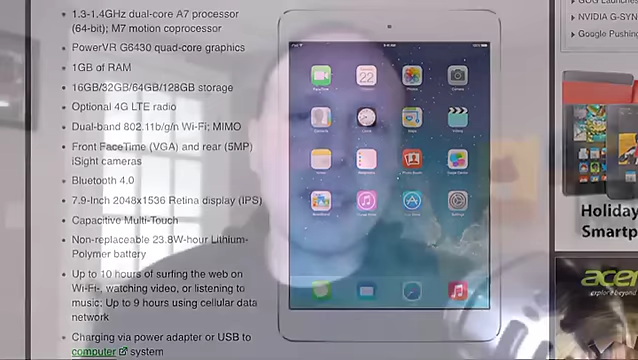 1.3-1.4GHz dual-core A7 processor
(64-bit); M7 motion coprocessor
PowerVR G6430 quad-core graphics
1GB of RAM
16GB/32GB/64GB/128GB storage
Optional 4G LTE radio
Dual-band 802.11b/g/n Wi-Fi; MIMO
Front FaceTime (VGA) and rear (5MP)
iSight cameras
Bluetooth 4.0
7.9-Inch 2048x1536 Retina display (IPS)
Capacitive Multi-Touch
Non-replaceable 23.8W-hour Lithium-
Polymer battery
Up to 10 hours of surfing the web on
Wi-Fi-, watching video, or listening to
music: Up to 9 hours using cellular data
network
Charging via power adapter or USB to
computer system
22
NVIDIA G-SYN
Google Pushin
Holiday
Smartp
acer
explore beyond